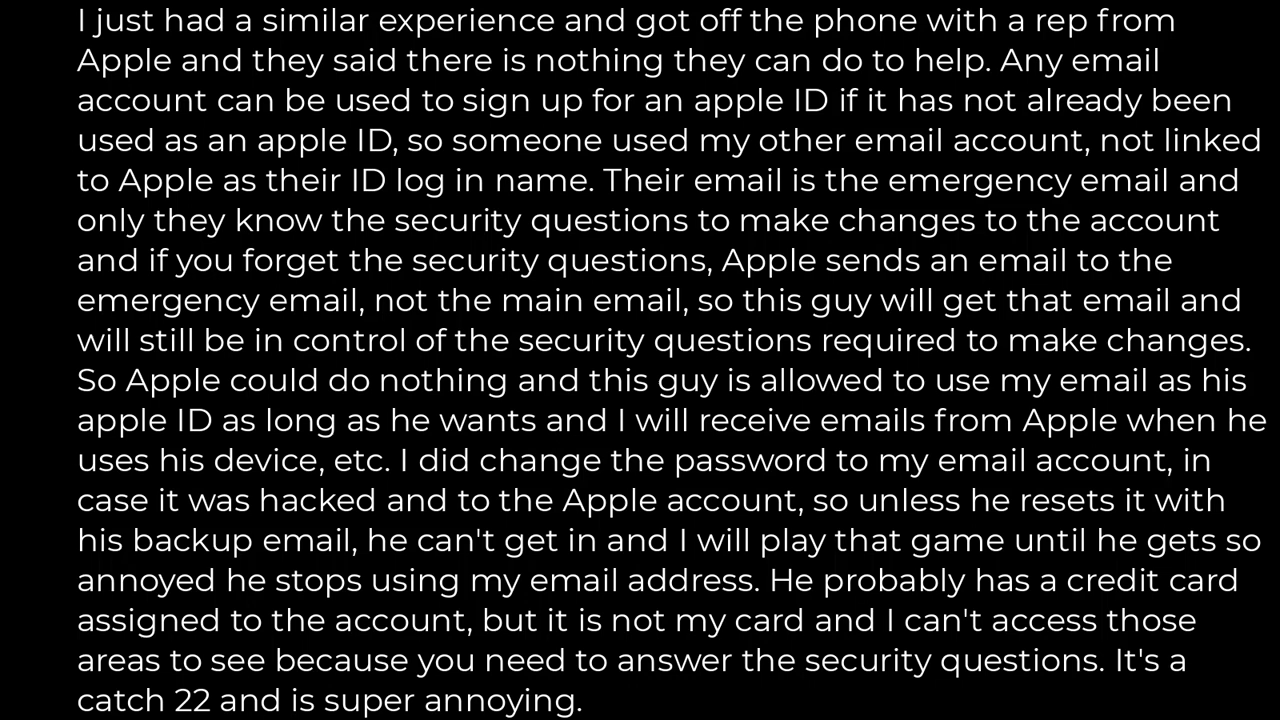 I just had a similar experience and got off the phone with a rep from
Apple and they said there is nothing they can do to help. Any email
account can be used to sign up for an apple ID if it has not already been
used as an apple ID, so someone used my other email account, not linked
to Apple as their ID log in name. Their email is the emergency email and
only they know the security questions to make changes to the account
and if you forget the security questions, Apple sends an email to the
emergency email, not the main email, so this guy will get that email and
will still be in control of the security questions required to make changes.
So Apple could do nothing and this guy is allowed to use my email as his
apple ID as long as he wants and I will receive emails from Apple when he
uses his device, etc. I did change the password to my email account, in
case it was hacked and to the Apple account, so unless he resets it with
his backup email, he can't get in and I will play that game until he gets so
annoyed he stops using my email address. He probably has a credit card
assigned to the account, but it is not my card and I can't access those
areas to see because you need to answer the security questions. It's a
catch 22 and is super annoying.